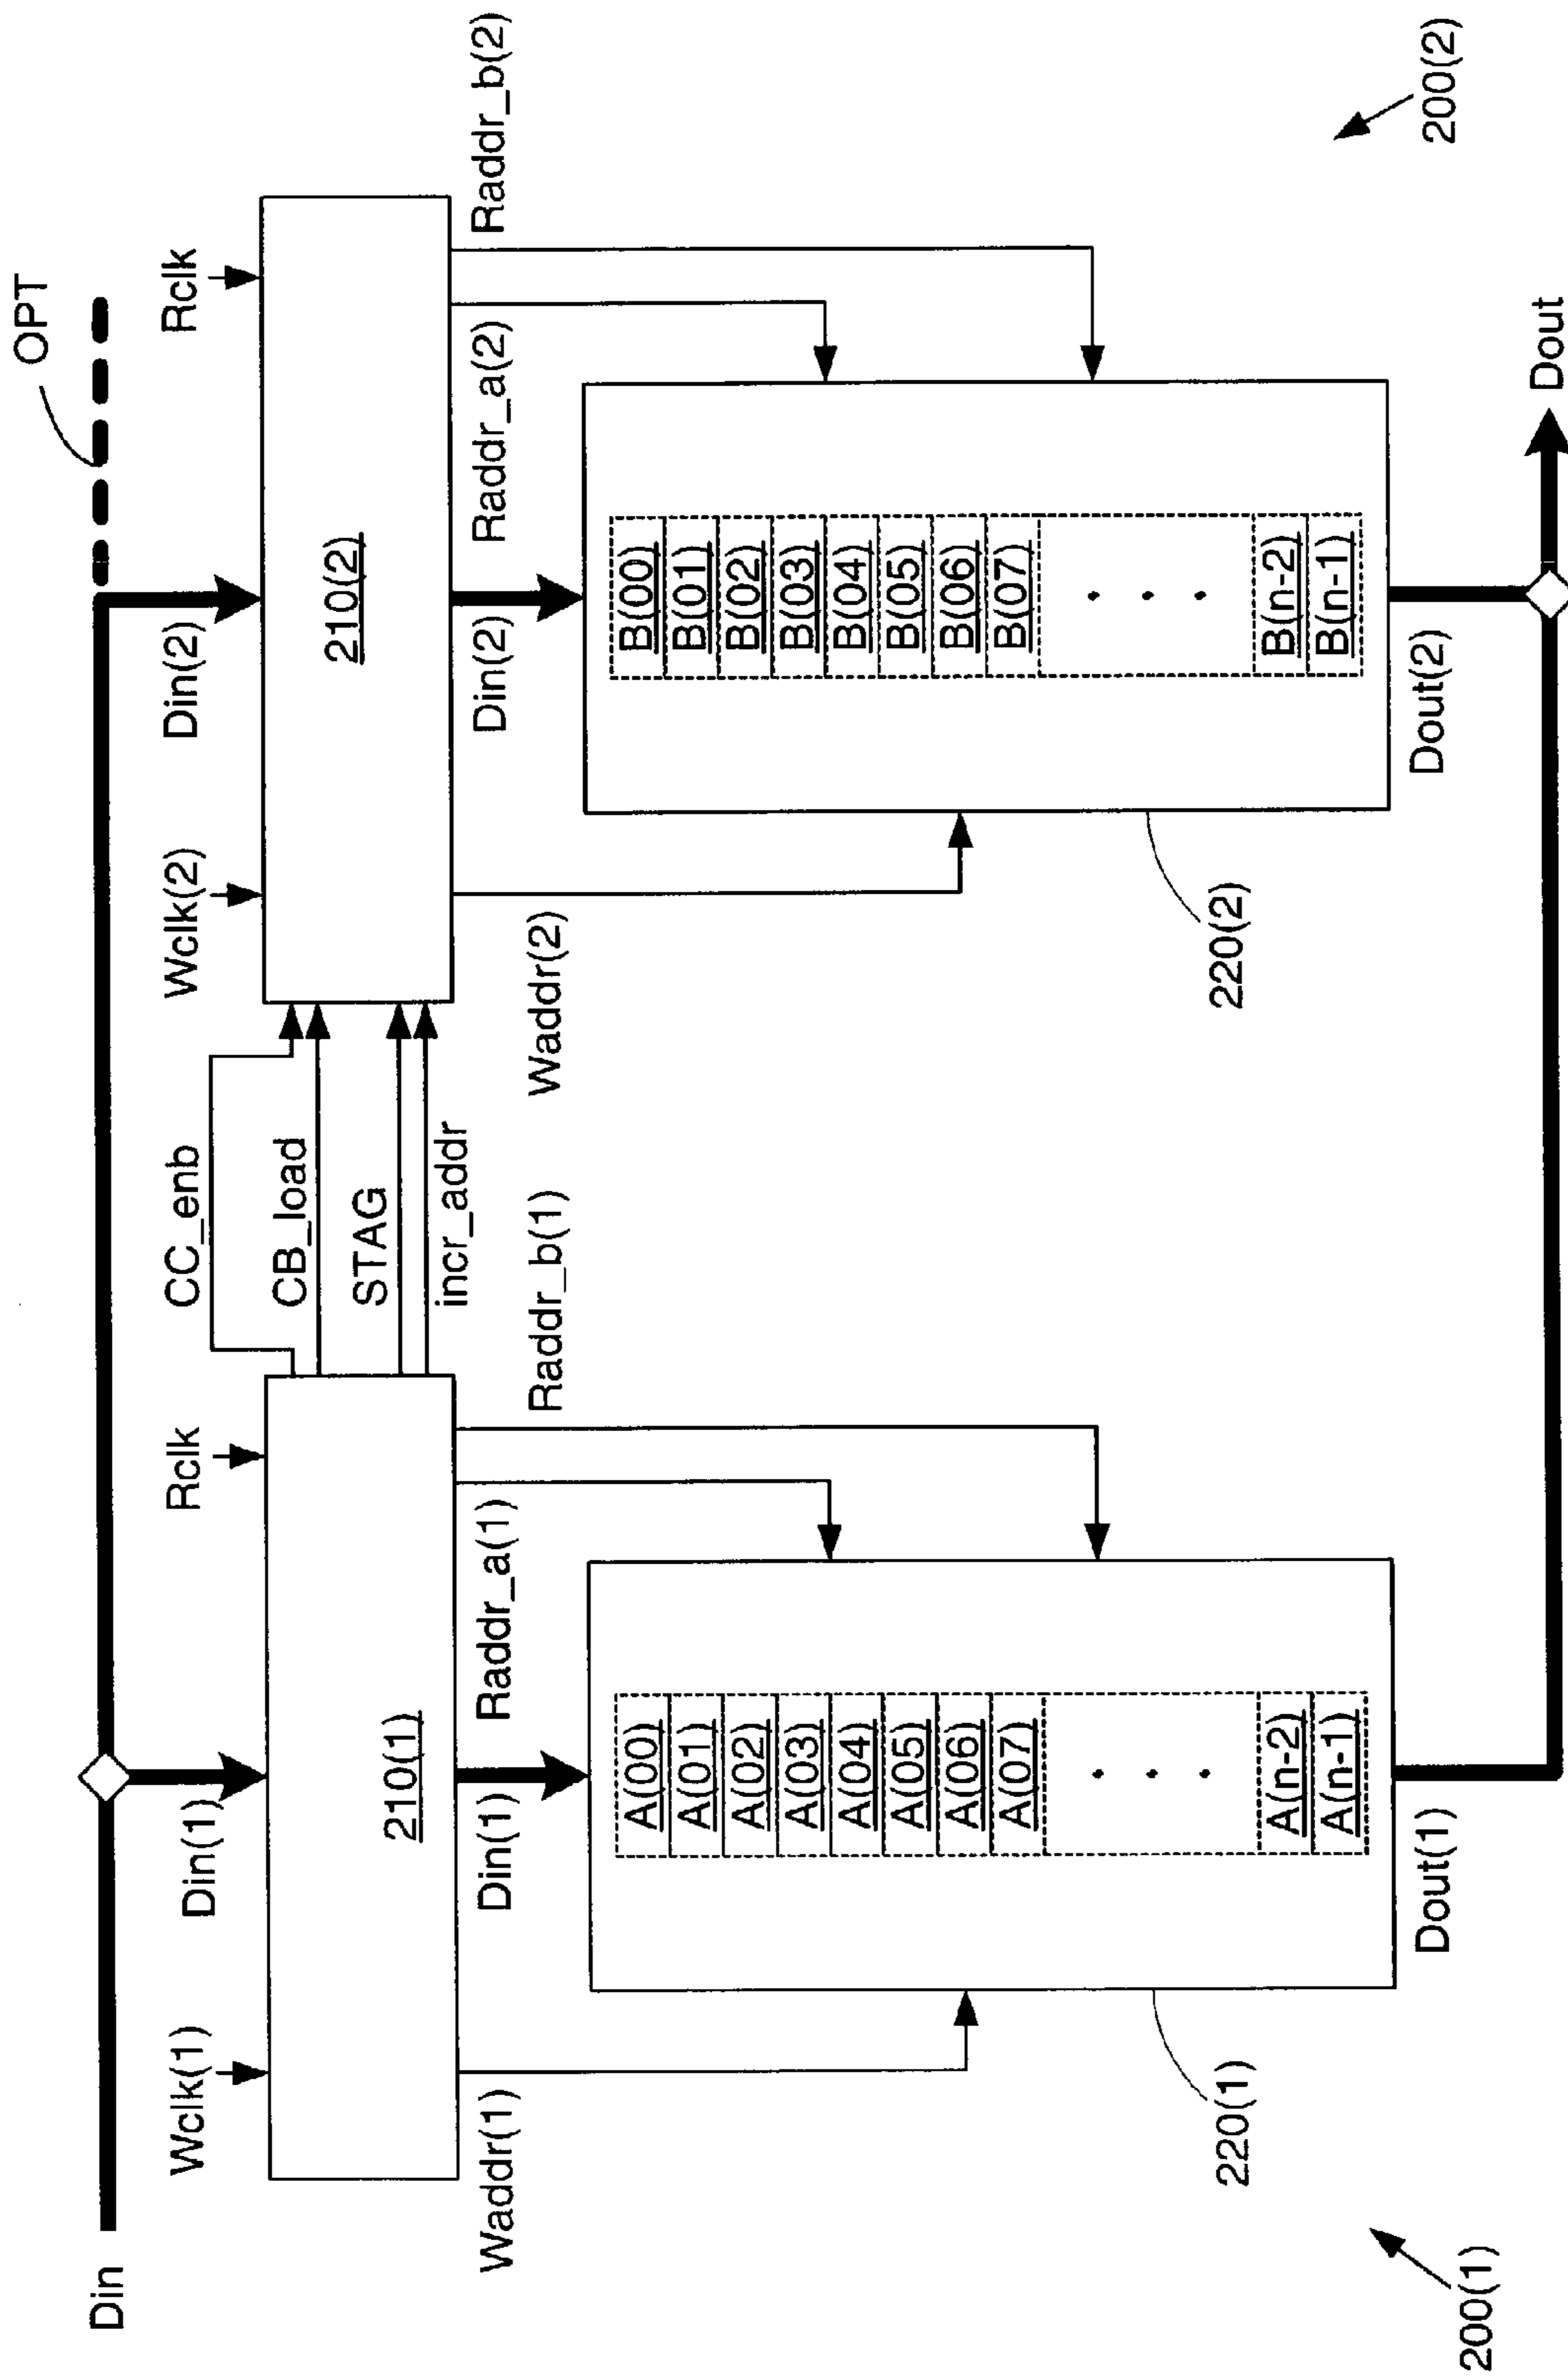 Din
OPT
Wclk(1)
Din(1)
Rclk
CC_enb
Wclk(2)
Din(2)
Rclk
CB_load
210(1)
210(2)
STAG
incr_addr
Waddr(1)
Din(1)
Raddr_a(1)
Raddr_b(1)
Waddr(2)
Din(2)
Raddr_a(2)
Raddr_b(2)
A(00)
A(01)
A(02)
A(03)
A(04)
A(05)
A(06)
A(07)
. . .
A(n-2)
A(n-1)
B(00)
B(01)
B(02)
B(03)
B(04)
B(05)
B(06)
B(07)
. . .
B(n-2)
B(n-1)
220(1)
220(2)
Dout(1)
Dout(2)
200(1)
200(2)
Dout